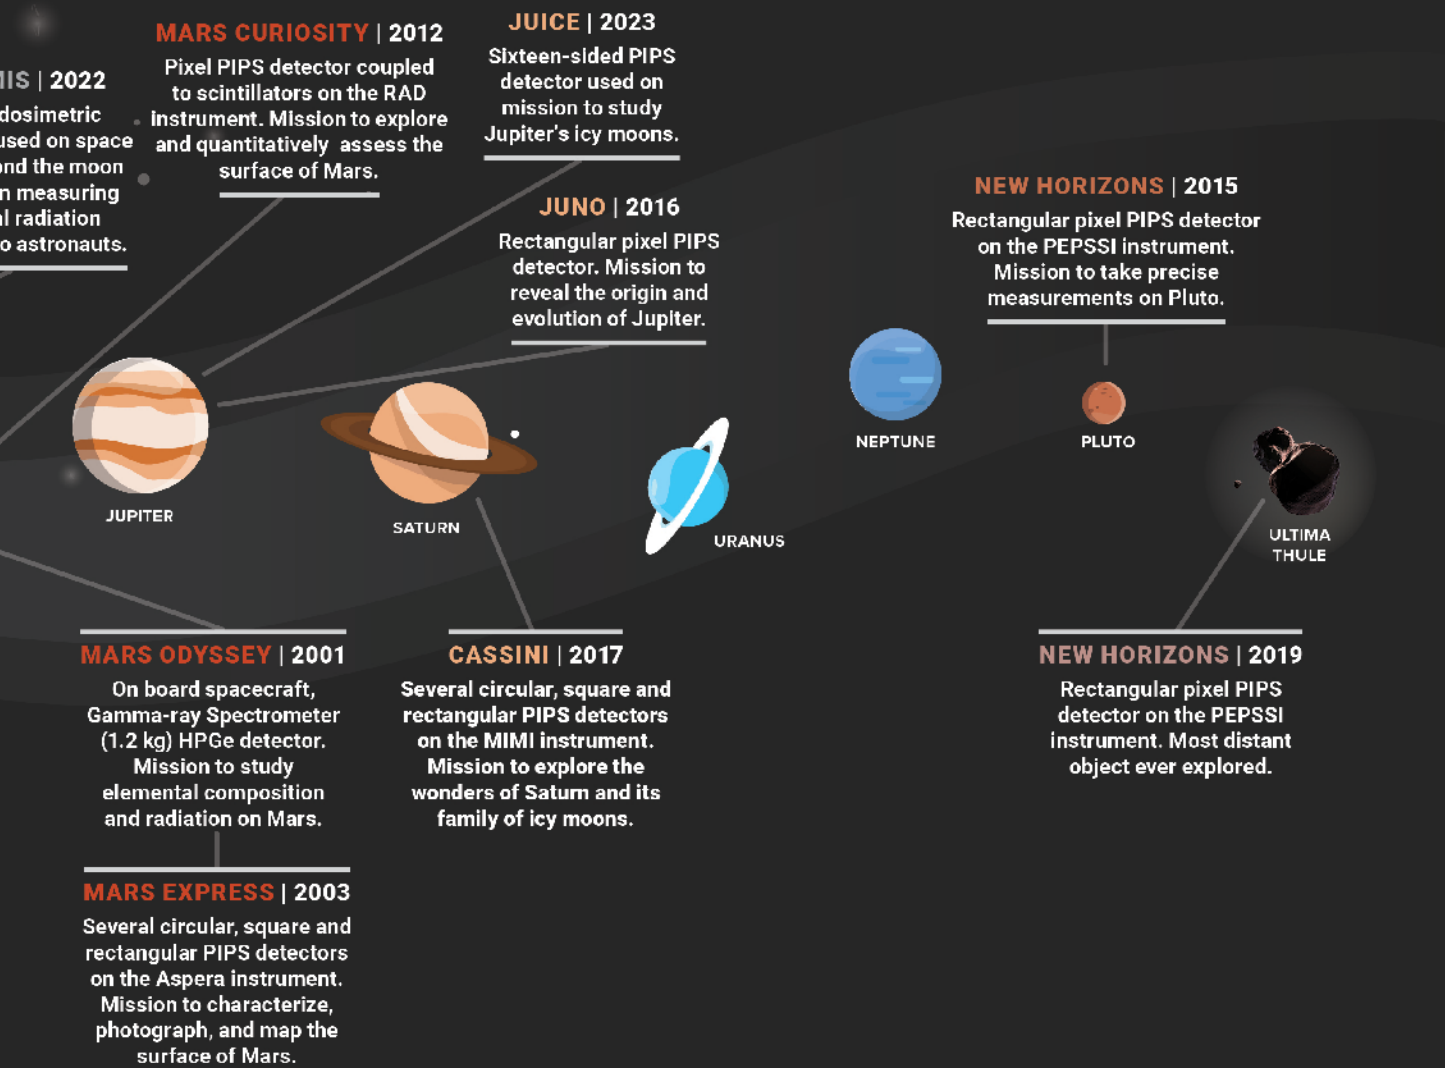 MIS | 2022
dosimetric
used on space
ond the moon
n measuring
al radiation
o astronauts.
MARS CURIOSITY | 2012
Pixel PIPS detector coupled
to scintillators on the RAD
instrument. Mission to explore
and quantitatively assess the
surface of Mars.
JUICE | 2023
Sixteen-sided PIPS
detector used on
mission to study
Jupiter's icy moons.
JUNO | 2016
Rectangular pixel PIPS
detector. Mission to
reveal the origin and
evolution of Jupiter.
NEW HORIZONS | 2015
Rectangular pixel PIPS detector
on the PEPSSI instrument.
Mission to take precise
measurements on Pluto.
JUPITER
SATURN
URANUS
NEPTUNE
PLUTO
ULTIMA
THULE
MARS ODYSSEY | 2001
On board spacecraft,
Gamma-ray Spectrometer
(1.2 kg) HPGe detector.
Mission to study
elemental composition
and radiation on Mars.
MARS EXPRESS | 2003
Several circular, square and
rectangular PIPS detectors
on the Aspera instrument.
Mission to characterize,
photograph, and map the
surface of Mars.
CASSINI | 2017
Several circular, square and
rectangular PIPS detectors
on the MIMI instrument.
Mission to explore the
wonders of Saturn and its
family of icy moons.
NEW HORIZONS | 2019
Rectangular pixel PIPS
detector on the PEPSSI
instrument. Most distant
object ever explored.